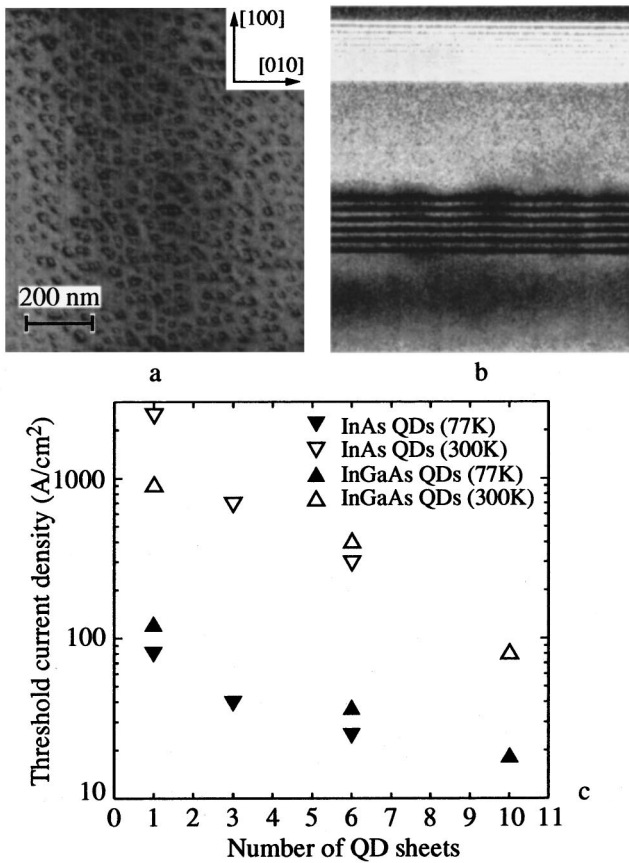 [100]
[010]
200 nm
a
b
Threshold current density (A/cm²)
1000
100
10
InAs QDs (77K)
InAs QDs (300K)
InGaAs QDs (77K)
InGaAs QDs (300K)
0 1 2 3 4 5 6 7 8 9 10 11
Number of QD sheets
c